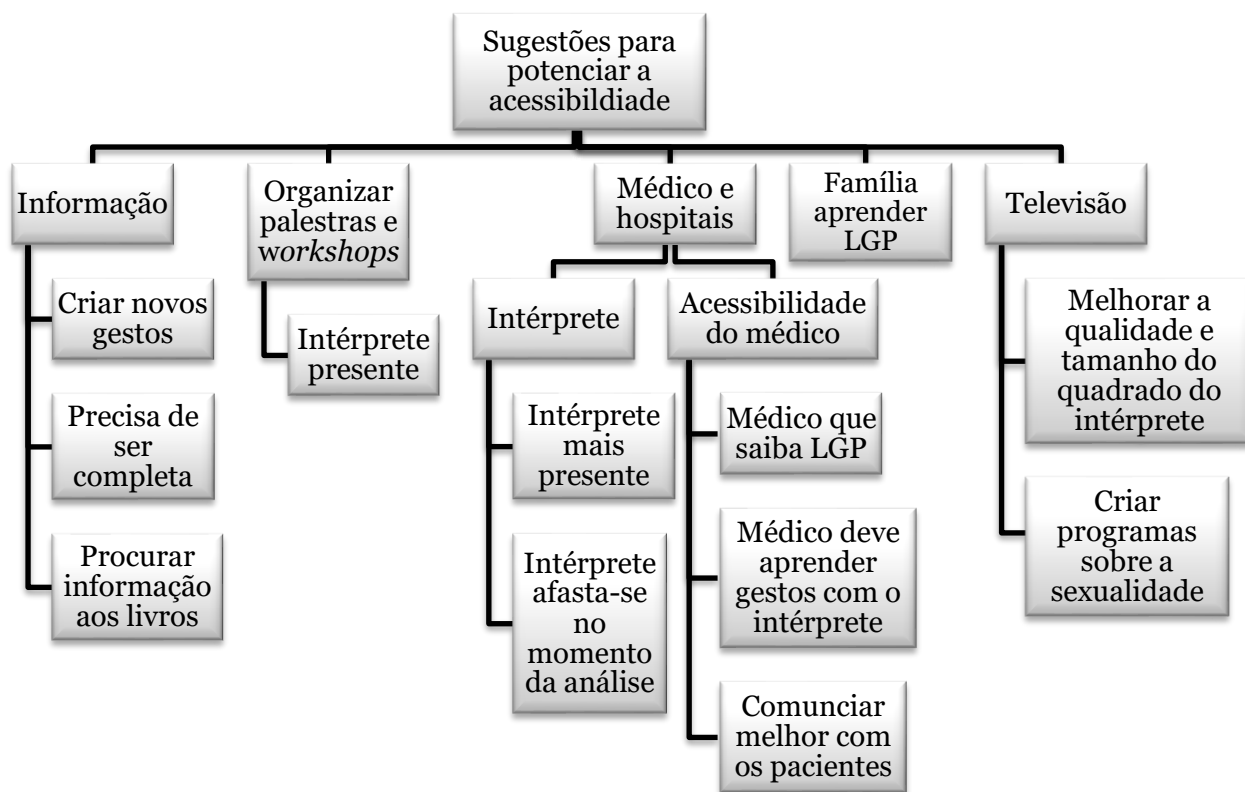 Sugestões para
potenciar a
acessibildiade
Informação
Criar novos
gestos
Precisa de
ser
completa
Procurar
informação
aos livros
Organizar
palestras e
workshops
Intérprete
presente
Médico e
hospitais
Intérprete
Intérprete
mais
presente
Intérprete
afasta-se
no
momento
da análise
Acessibilidade
do médico
Médico que
saiba LGP
Médico deve
aprender
gestos com o
intérprete
Comunciar
melhor com
os pacientes
Família
aprender
LGP
Televisão
Melhorar a
qualidade e
tamanho do
quadrado do
intérprete
Criar
programas
sobre a
sexualidade